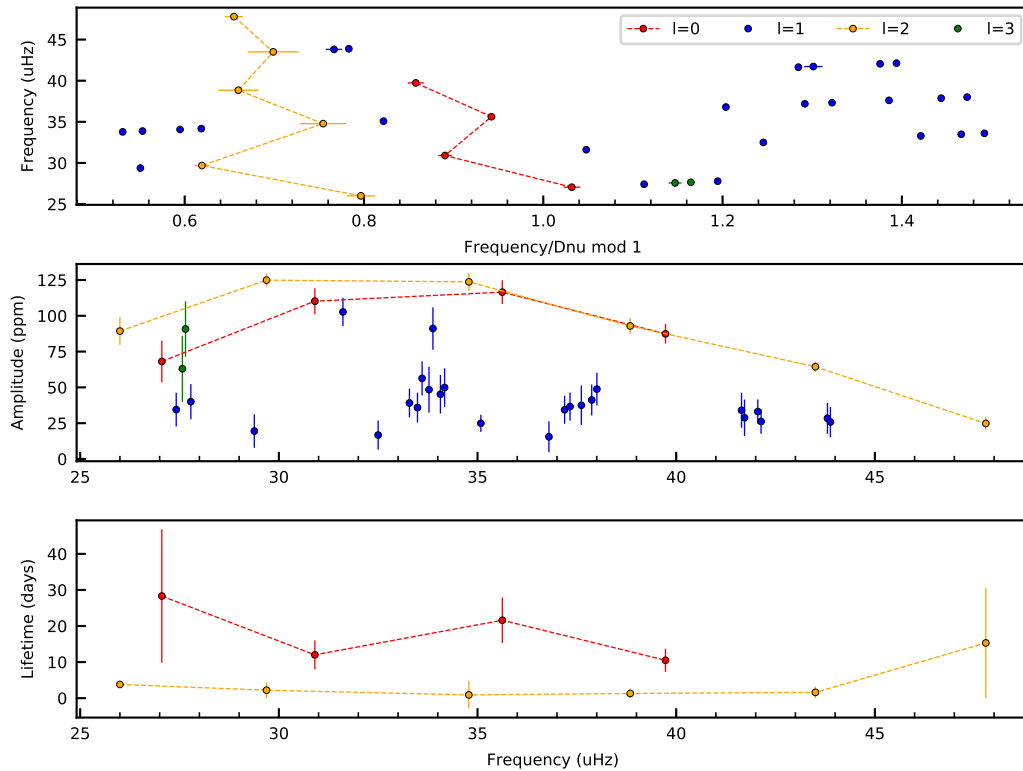 l=0 l=1 l=2 l=3
Frequency (uHz)
45
40
35
30
25
0.6 0.8 1.0 1.2 1.4
Frequency/Dnu mod 1
Amplitude (ppm)
125
100
75
50
25
0
25 30 35 40 45
Lifetime (days)
40
30
20
10
0
25 30 35 40 45
Frequency (uHz)